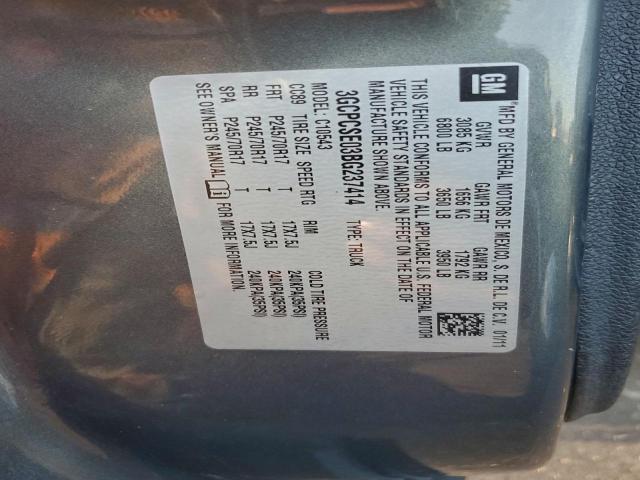 GM
MFD BY GENERAL MOTORS DE MEXICO, S. DE R.L. DE C.V. 01/11
GVWR GAWR FRT GAWR RR
3085 KG 1656 KG 1792 KG
6800 LB 3650 LB 3950 LB
THIS VEHICLE CONFORMS TO ALL APPLICABLE U.S. FEDERAL MOTOR
VEHICLE SAFETY STANDARDS IN EFFECT ON THE DATE OF
MANUFACTURE SHOWN ABOVE.
3GCPCSE03BG257414 TYPE: TRUCK
MODEL: C10543
CC89 TIRE SIZE SPEED RTG RIM COLD TIRE PRESSURE
FRT P245/70R17 T 17X7.5J 240KPA(35PSI)
RR P245/70R17 T 17X7.5J 240KPA(35PSI)
SPA P245/70R17 T 17X7.5J 240KPA(35PSI)
SEE OWNER'S MANUAL FOR MORE INFORMATION.